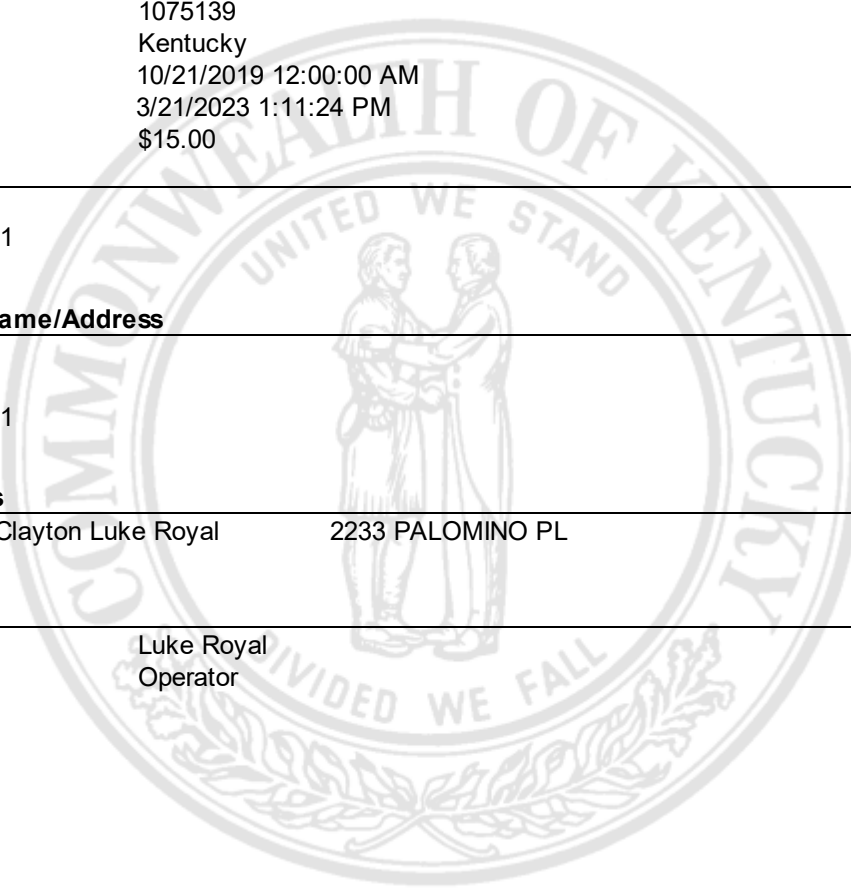 1075139
Kentucky
10/21/2019 12:00:00 AM
3/21/2023 1:11:24 PM
$15.00
1
ame/Address
1
s
Clayton Luke Royal 2233 PALOMINO PL
Luke Royal
Operator
COMMONWEALTH OF KENTUCKY
UNITED WE STAND
DIVIDED WE FALL